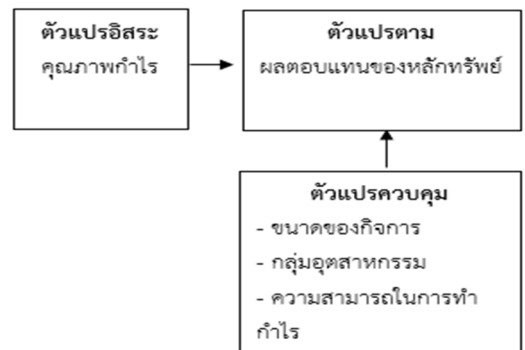 ตัวแปรอิสระ
คุณภาพกำไร
ตัวแปรตาม
ผลตอบแทนของหลักทรัพย์
ตัวแปรควบคุม
- ขนาดของกิจการ
- กลุ่มอุตสาหกรรม
- ความสามารถในการทำ
กำไร